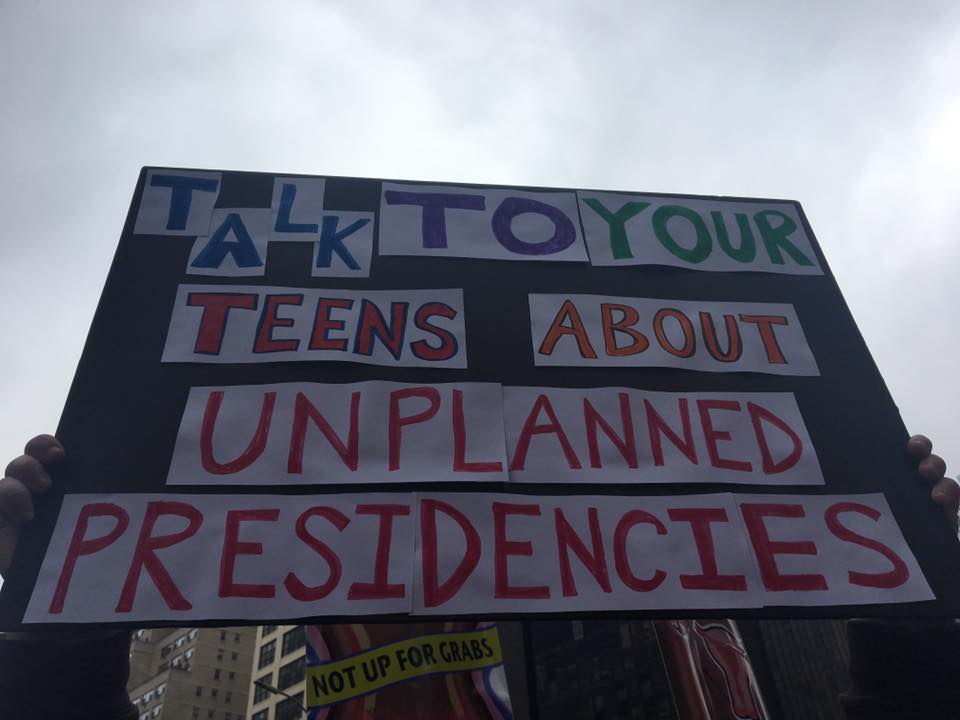 TALK TO YOUR
TEENS ABOUT
UNPLANNED
PRESIDENCIES
NOT UP FOR GRABS